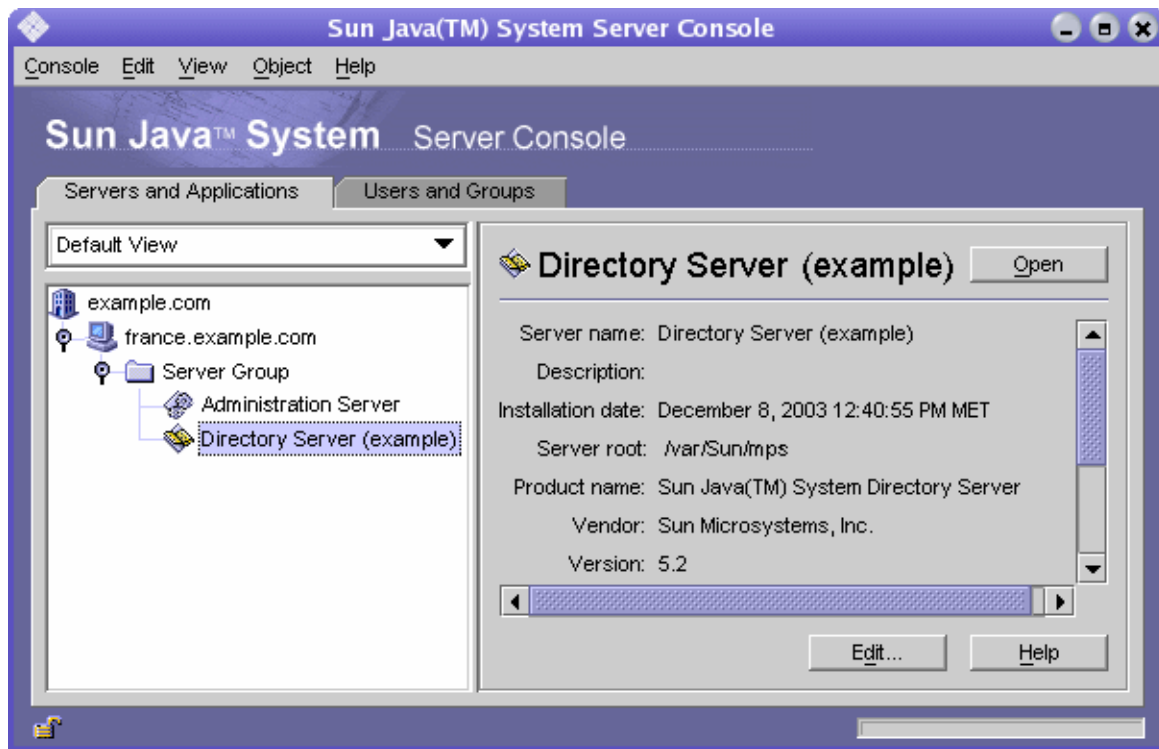 Sun Java(TM) System Server Console
Console Edit View Object Help
Sun Java™ System Server Console
Servers and Applications
Users and Groups
Default View
example.com
france.example.com
Server Group
Administration Server
Directory Server (example)
Directory Server (example)
Open
Server name: Directory Server (example)
Description:
Installation date: December 8, 2003 12:40:55 PM MET
Server root: /var/Sun/mps
Product name: Sun Java(TM) System Directory Server
Vendor: Sun Microsystems, Inc.
Version: 5.2
Edit...
Help